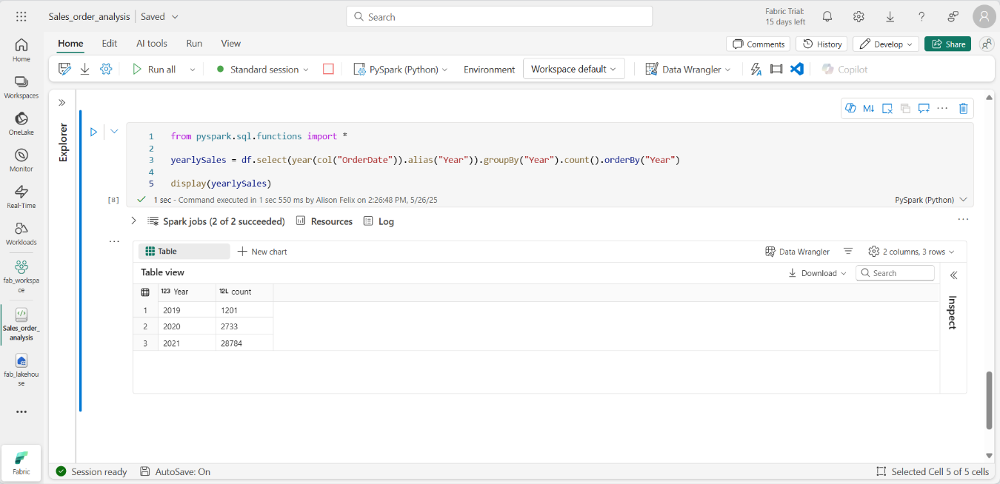 Sales_order_analysis Saved
Search
Fabric Trial:
15 days left
Home Edit AI tools Run View
Comments History Develop Share
Run all Standard session PySpark (Python) Environment Workspace default Data Wrangler Copilot
Home
Workspaces
OneLake
Monitor
Real-Time
Workloads
fab_workspa
ce
Sales_order_
analysis
fab_lakehou
se
Fabric
Explorer
M↓
1 from pyspark.sql.functions import *
2
3 yearlySales = df.select(year(col("OrderDate")).alias("Year")).groupBy("Year").count().orderBy("Year")
4
5 display(yearlySales)
[8] 1 sec - Command executed in 1 sec 550 ms by Alison Felix on 2:26:48 PM, 5/26/25 PySpark (Python)
Spark jobs (2 of 2 succeeded) Resources Log
Table New chart Data Wrangler 2 columns, 3 rows
Table view Download Search
123 Year 12L count
1 2019 1201
2 2020 2733
3 2021 28784
Inspect
Session ready AutoSave: On Selected Cell 5 of 5 cells